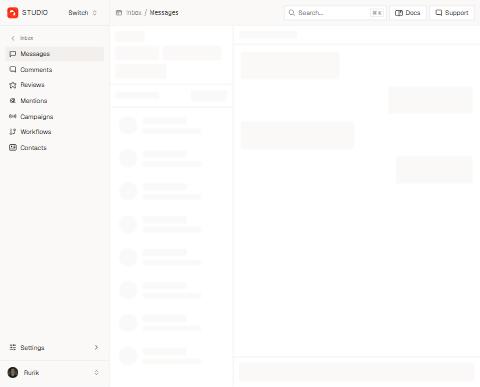 STUDIO
Switch
Inbox / Messages
Search...
⌘ K
Docs
Support
Inbox
Messages
Comments
Reviews
Mentions
Campaigns
Workflows
Contacts
Settings
Rurik